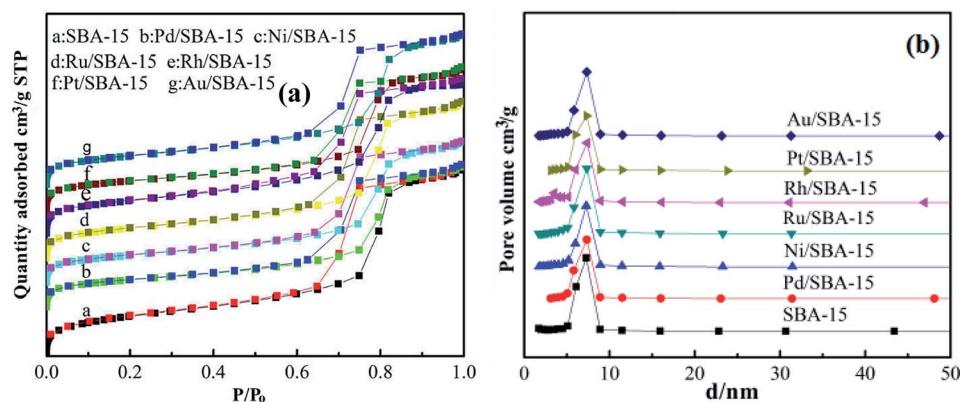 a:SBA-15 b:Pd/SBA-15 c:Ni/SBA-15
d:Ru/SBA-15 e:Rh/SBA-15
f:Pt/SBA-15 g:Au/SBA-15
(a)
Quantity adsorbed cm³/g STP
g
f
e
d
c
b
a
0.0 0.2 0.4 0.6 0.8 1.0
P/P₀
(b)
Pore volume cm³/g
Au/SBA-15
Pt/SBA-15
Rh/SBA-15
Ru/SBA-15
Ni/SBA-15
Pd/SBA-15
SBA-15
0 10 20 30 40 50
d/nm